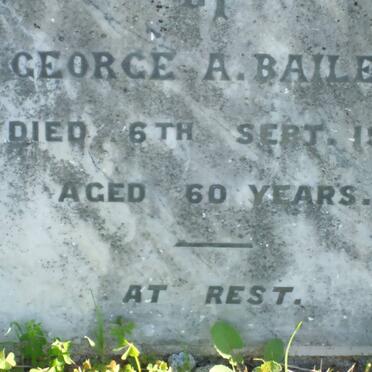 GEORGE A. BAILE
DIED 6TH SEPT. 1
AGED 60 YEARS.
AT REST.